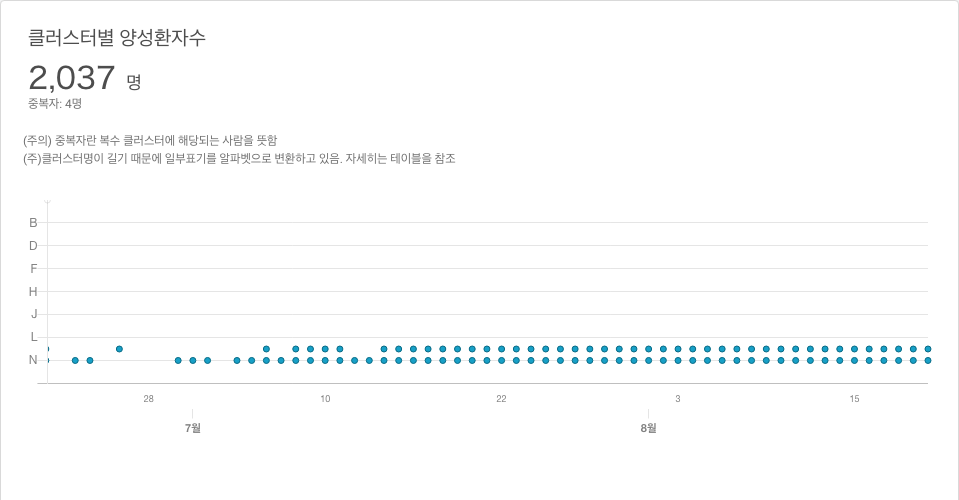 클러스터별 양성환자수
2,037 명
중복자: 4명
(주의) 중복자란 복수 클러스터에 해당되는 사람을 뜻함
(주)클러스터명이 길기 때문에 일부표기를 알파벳으로 변환하고 있음. 자세히는 테이블을 참조
B
D
F
H
J
L
N
28 10 22 3 15
7월 8월